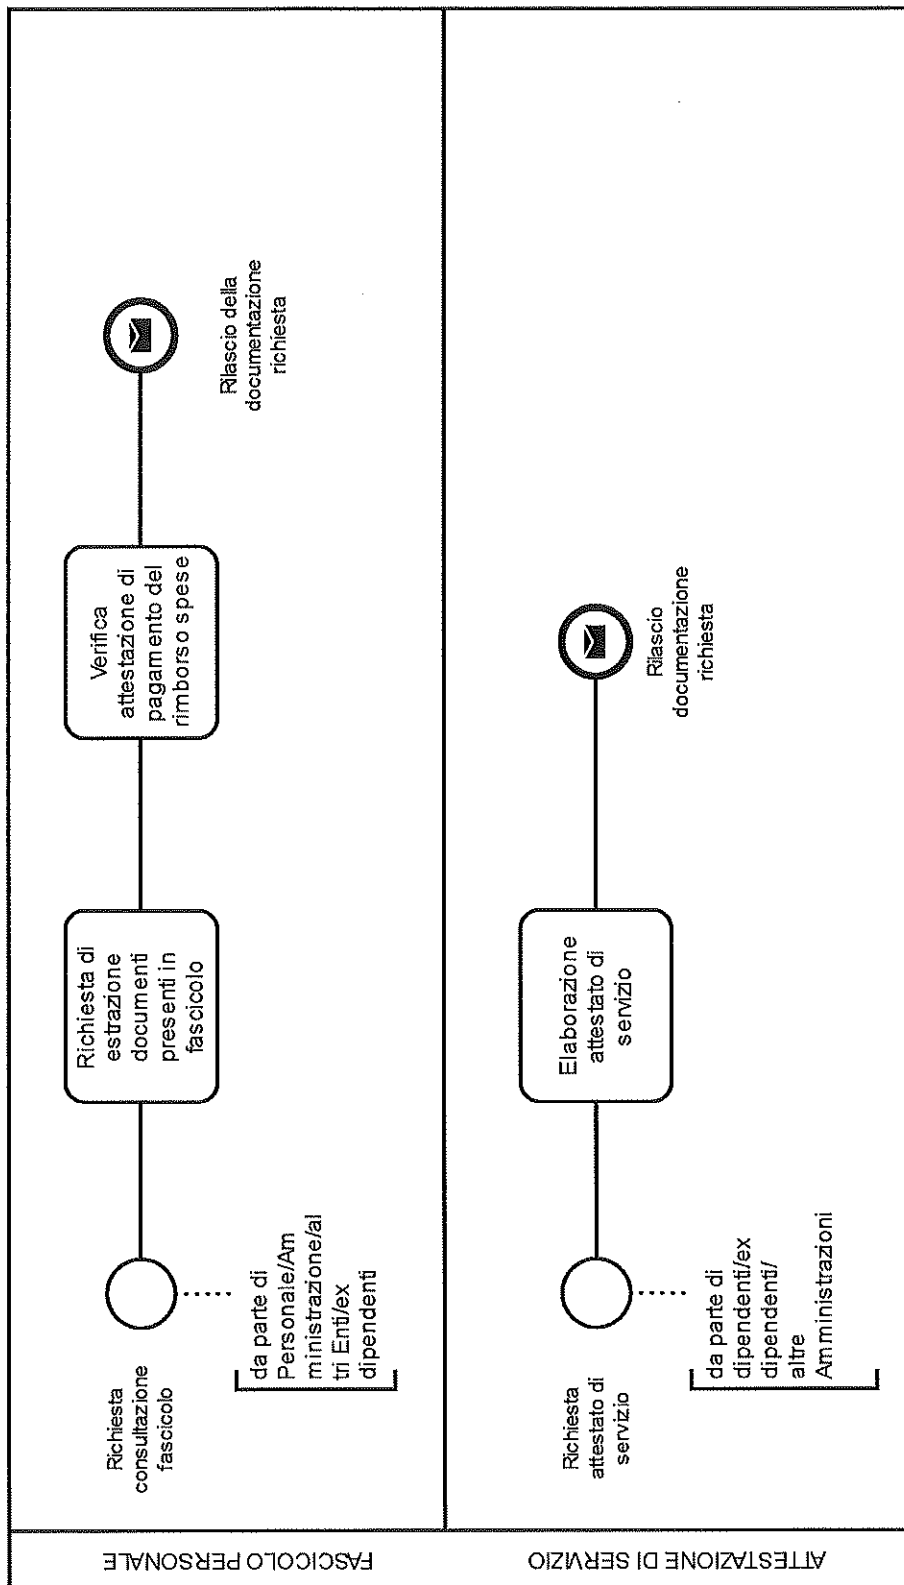 FASCICOLO PERSONALE
Richiesta
consultazione
fascicolo
da parte di
Personale/Am
ministrazione/al
tri Enti/ex
dipendenti
Richiesta di
estrazione
documenti
presenti in
fascicolo
Verifica
attestazione di
pagamento del
rimborso spese
Rilascio della
documentazione
richiesta
ATTESTAZIONE DI SERVIZIO
Richiesta
attestato di
servizio
da parte di
dipendenti/ex
dipendenti/
altre
Amministrazioni
Elaborazione
attestato di
servizio
Rilascio
documentazione
richiesta